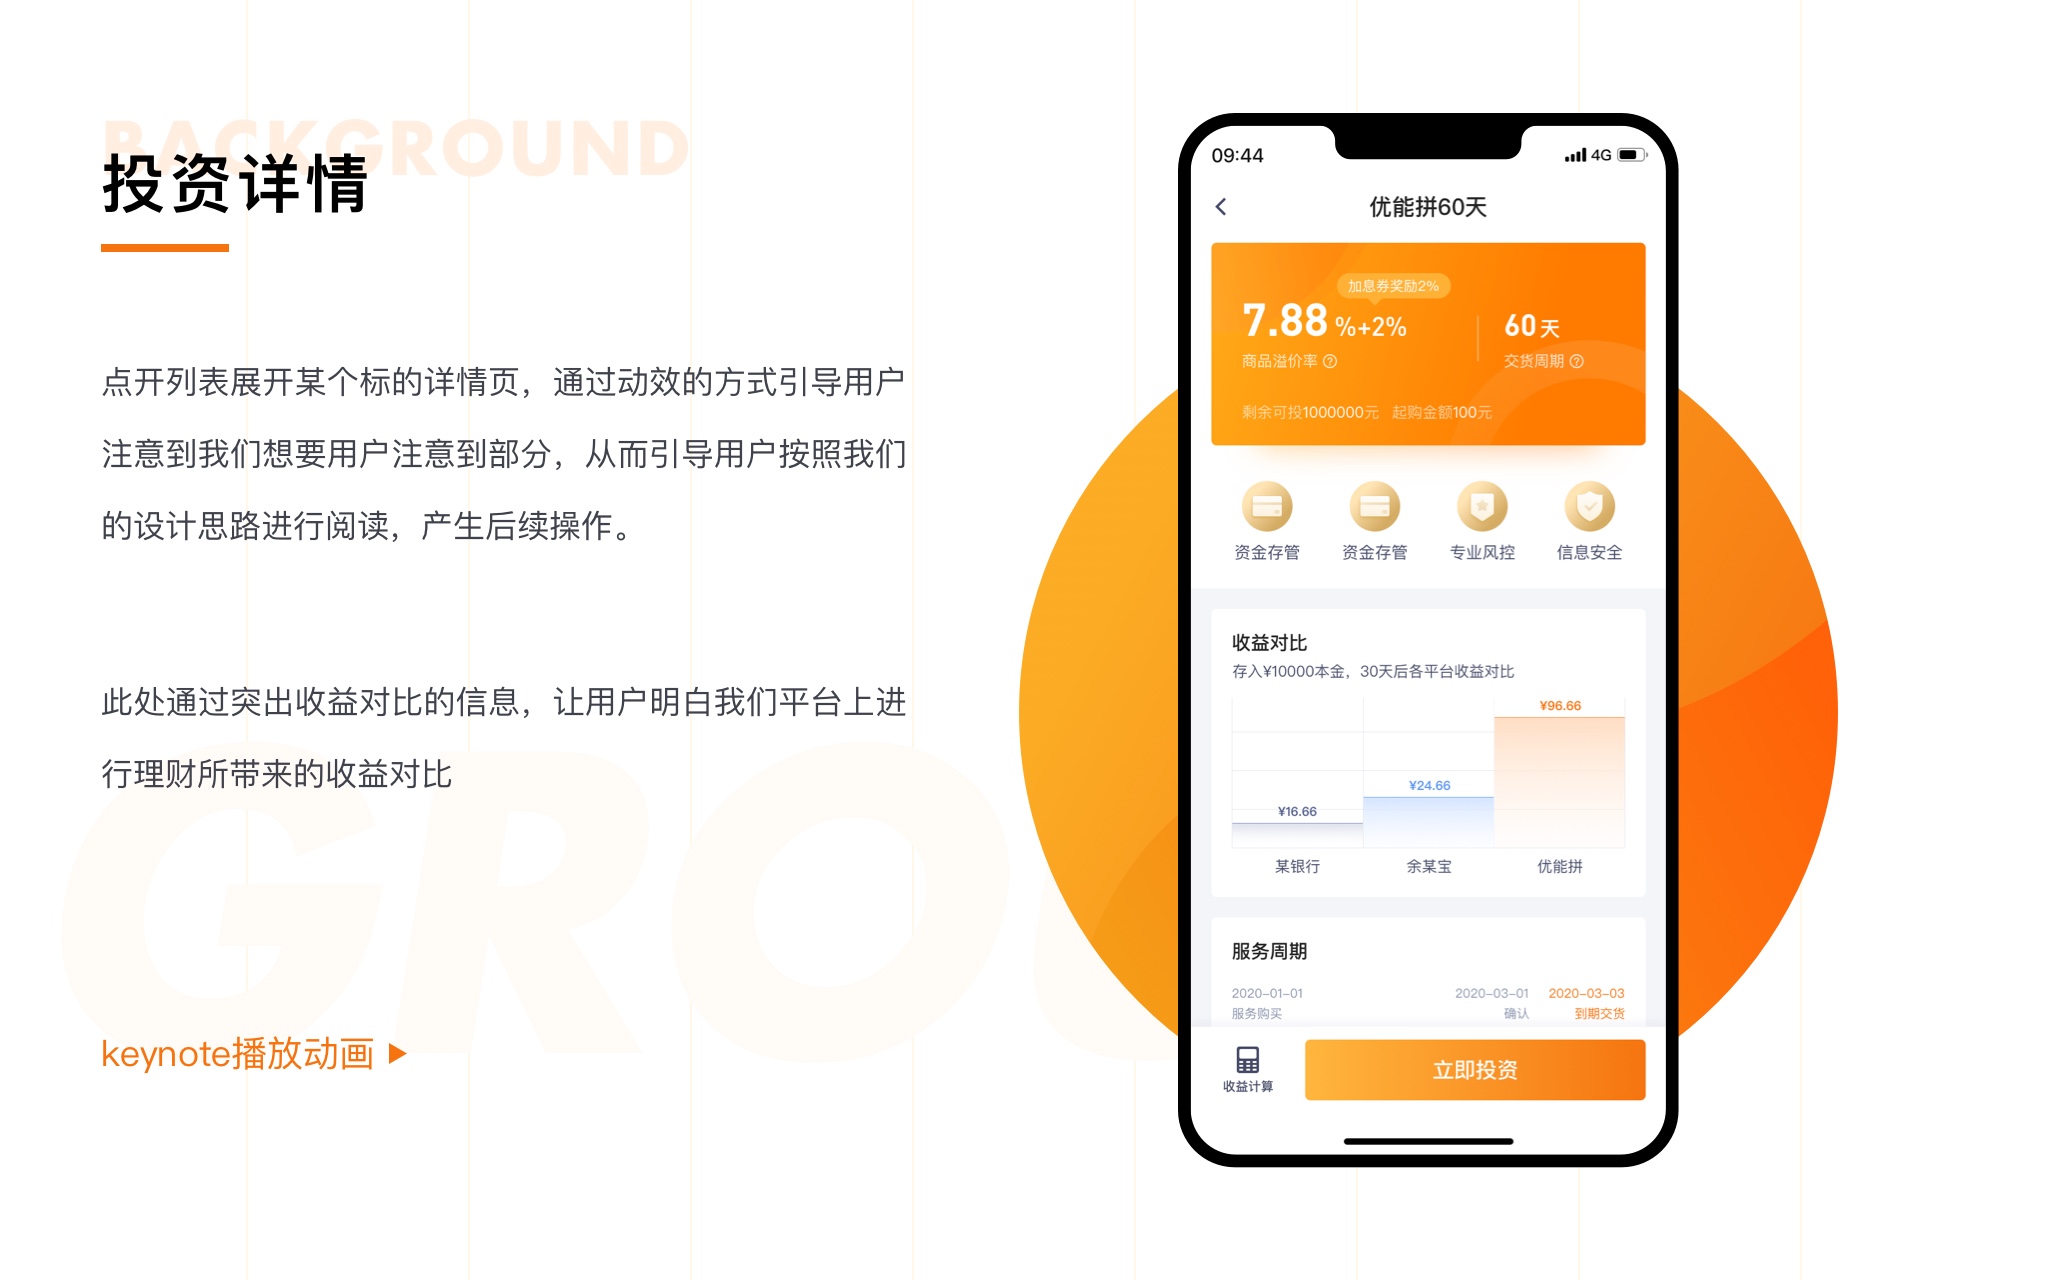 BACKGROUND
投资详情
点开列表展开某个标的详情页，通过动效的方式引导用户
注意到我们想要用户注意到部分，从而引导用户按照我们
的设计思路进行阅读，产生后续操作。
此处通过突出收益对比的信息，让用户明白我们平台上进
行理财所带来的收益对比
GROU
keynote播放动画
09:44 4G
优能拼60天
加息券奖励2%
7.88 %+2% 60天
商品溢价率 ? 交货周期 ?
剩余可投1000000元 起购金额100元
资金存管 资金存管 专业风控 信息安全
收益对比
存入¥10000本金，30天后各平台收益对比
¥96.66
¥24.66
¥16.66
某银行 余某宝 优能拼
服务周期
2020-01-01 2020-03-01 2020-03-03
服务购买 确认 到期交货
收益计算 立即投资